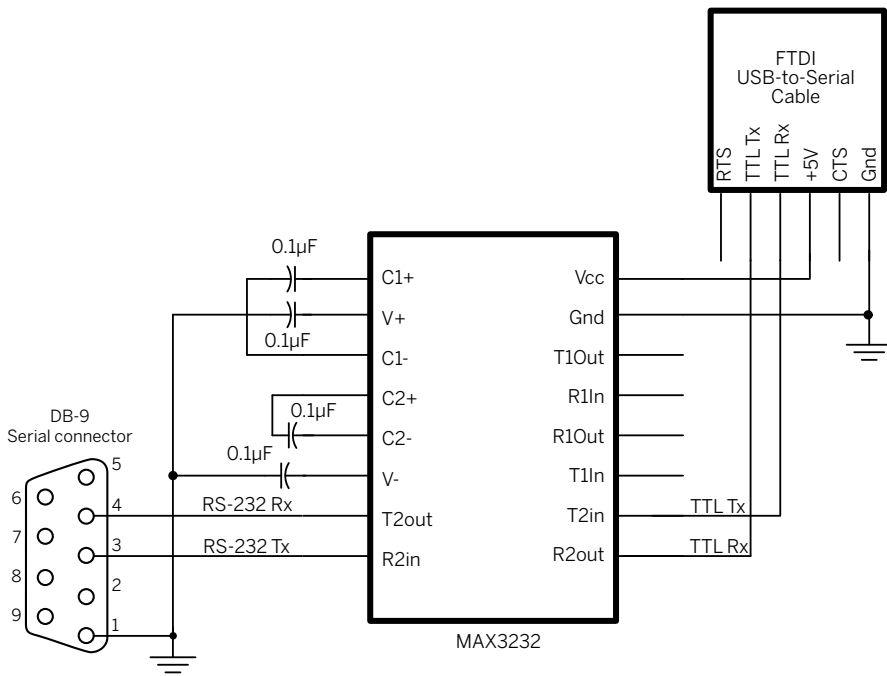 FTDI
USB-to-Serial
Cable
RTS
TTL Tx
TTL Rx
+5V
CTS
Gnd
0.1µF
0.1µF
0.1µF
0.1µF
C1+
V+
C1-
C2+
C2-
V-
T2out
R2in
Vcc
Gnd
T1Out
R1In
R1Out
T1In
T2in
R2out
TTL Tx
TTL Rx
MAX3232
DB-9
Serial connector
RS-232 Rx
RS-232 Tx
5
4
3
2
1
6
7
8
9